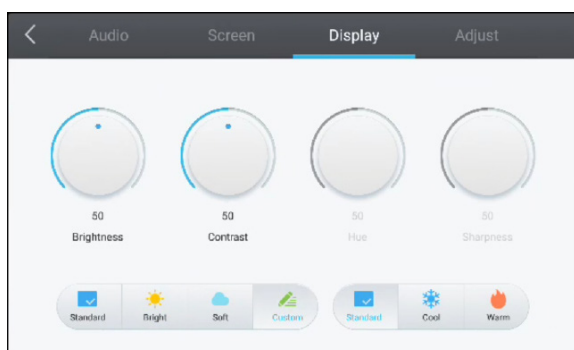 Audio Screen Display Adjust
50 50 50 50
Brightness Contrast Hue Sharpness
Standard Bright Soft Custom Standard Cool Warm